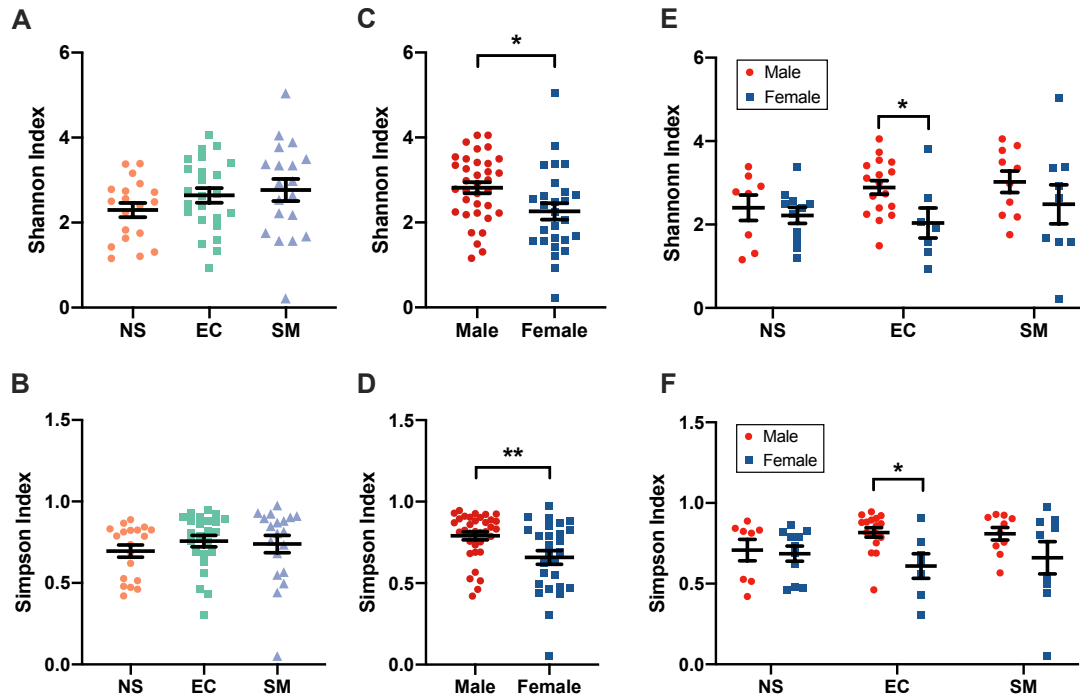 A
Shannon Index
6
4
2
0
NS EC SM
C
Shannon Index
6
4
2
0
*
Male Female
E
Shannonn Index
6
4
2
0
Male
Female
*
NS EC SM
B
Simpson Index
1.5
1.0
0.5
0.0
NS EC SM
D
Simpson Index
1.5
1.0
0.5
0.0
**
Male Female
F
Simpson Index
1.5
1.0
0.5
0.0
Male
Female
*
NS EC SM